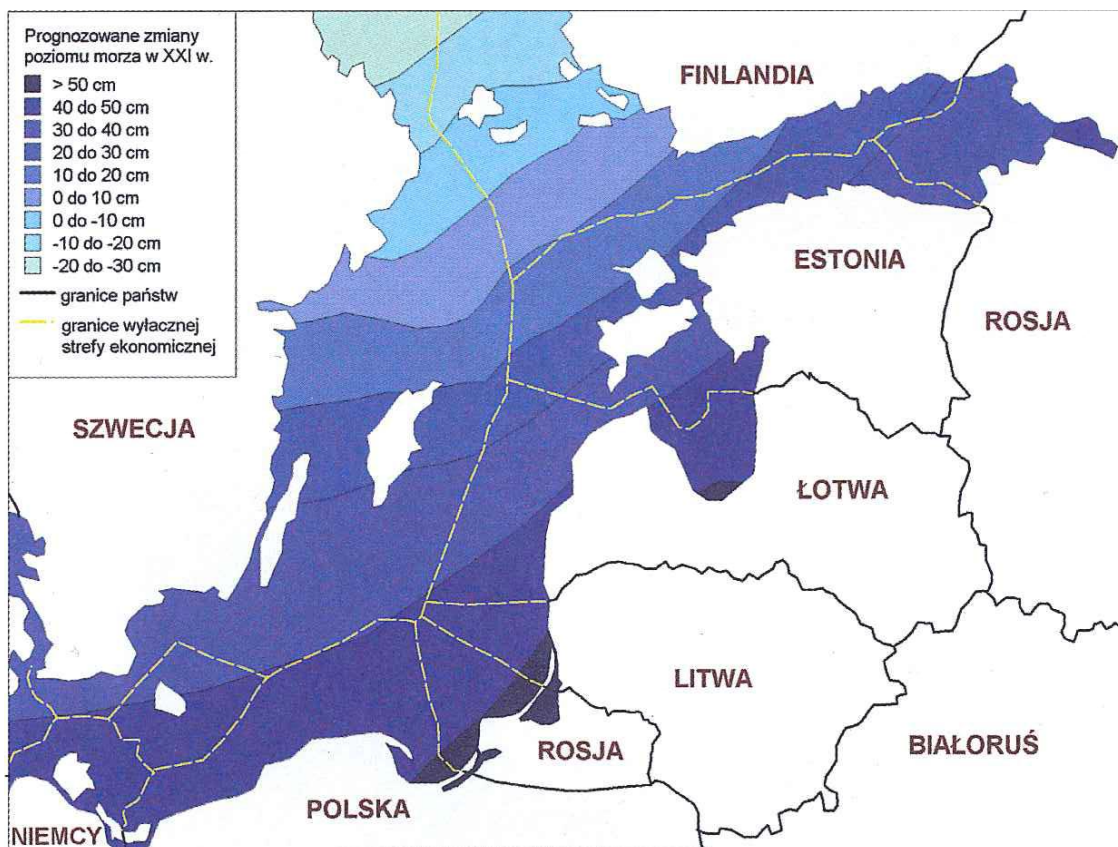 Prognozowane zmiany
poziomu morza w XXI w.
> 50 cm
40 do 50 cm
30 do 40 cm
20 do 30 cm
10 do 20 cm
0 do 10 cm
0 do -10 cm
-10 do -20 cm
-20 do -30 cm
granice państw
granice wyłacznej
strefy ekonomicznej
FINLANDIA
ESTONIA
ROSJA
SZWECJA
ŁOTWA
LITWA
ROSJA
BIAŁORUŚ
POLSKA
NIEMCY